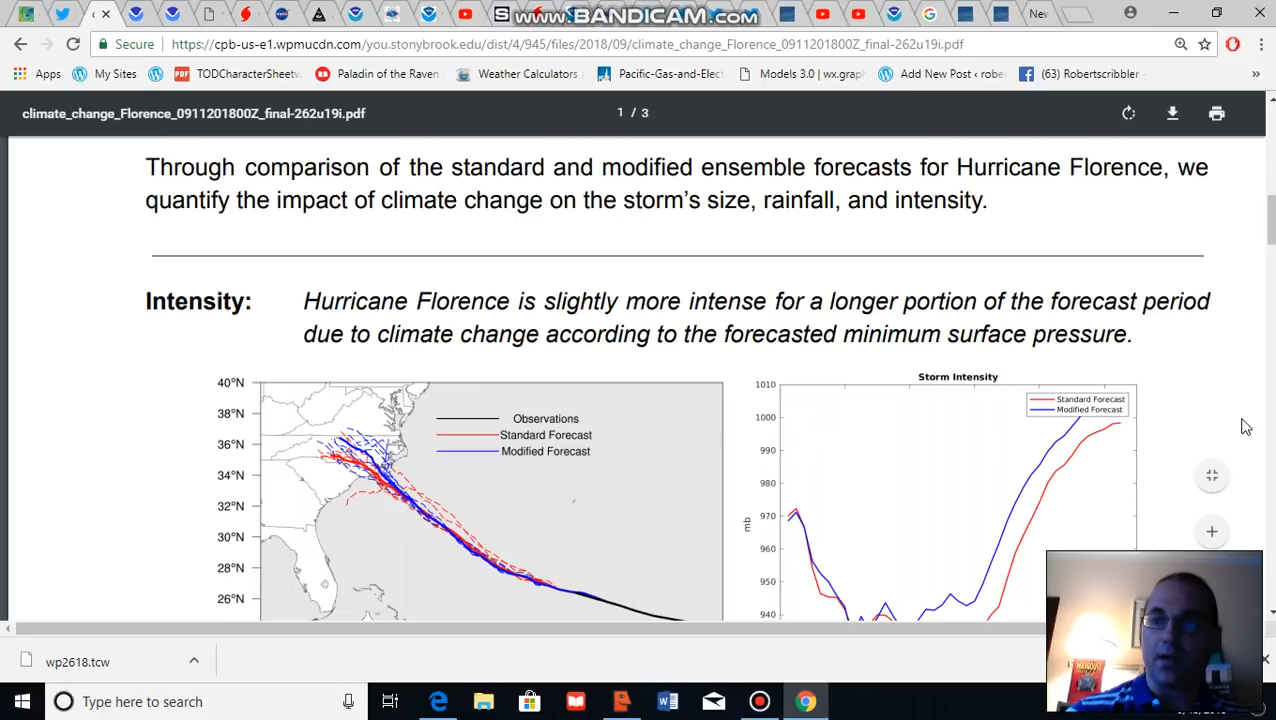 www.BANDICAM.com
New
Secure
https://cpb-us-e1.wpmucdn.com/you.stonybrook.edu/dist/4/945/files/2018/09/climate_change_Florence_0911201800Z_final-262u19i.pdf
Apps
My Sites
PDF
TODCharacterSheetv
Paladin of the Raven
Weather Calculators
Pacific-Gas-and-Elect
Models 3.0 | wx.graph
Add New Post ‹ rober
(63) Robertscribbler
climate_change_Florence_0911201800Z_final-262u19i.pdf
1 / 3
Through comparison of the standard and modified ensemble forecasts for Hurricane Florence, we
quantify the impact of climate change on the storm's size, rainfall, and intensity.
Intensity: Hurricane Florence is slightly more intense for a longer portion of the forecast period
due to climate change according to the forecasted minimum surface pressure.
40°N
38°N
36°N
34°N
32°N
30°N
28°N
26°N
Observations
Standard Forecast
Modified Forecast
Storm Intensity
1010
1000
990
980
970
960
950
940
mb
Standard Forecast
Modified Forecast
wp2618.tcw
Type here to search